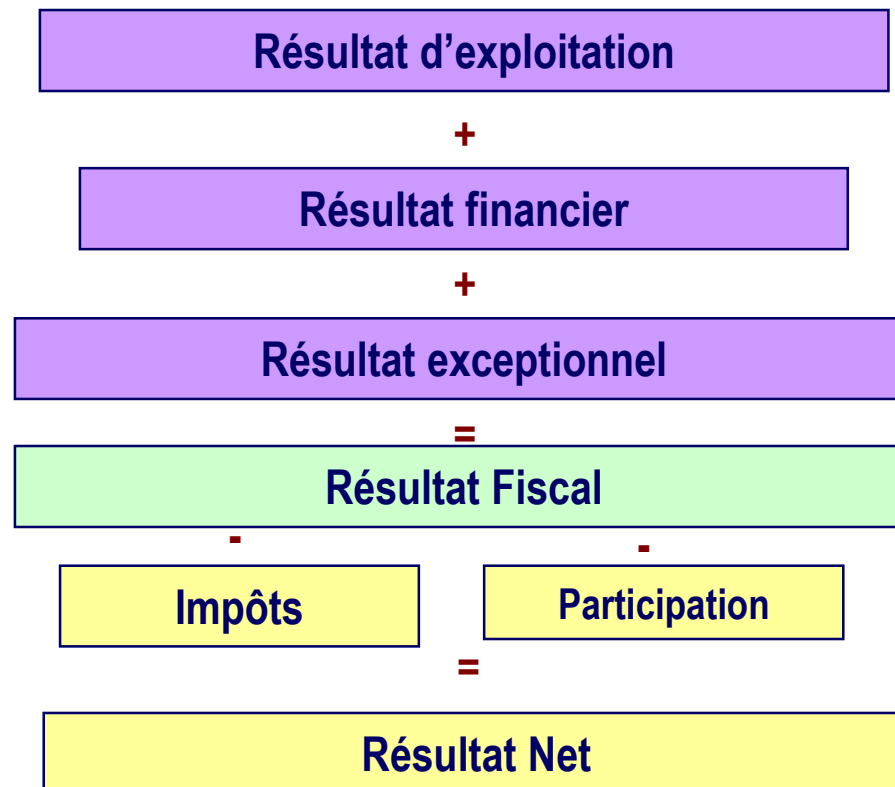 Résultat d’exploitation
+
Résultat financier
+
Résultat exceptionnel
=
Résultat Fiscal
- -
Impôts Participation
=
Résultat Net